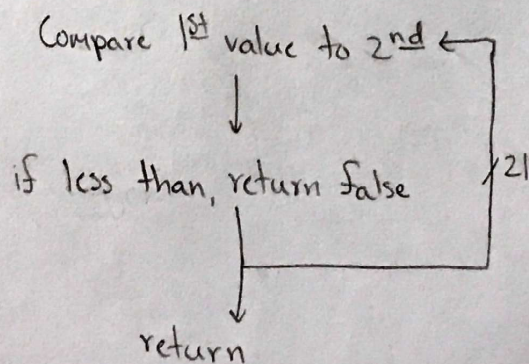 Compare 1st value to 2nd
if less than, return false
21
return